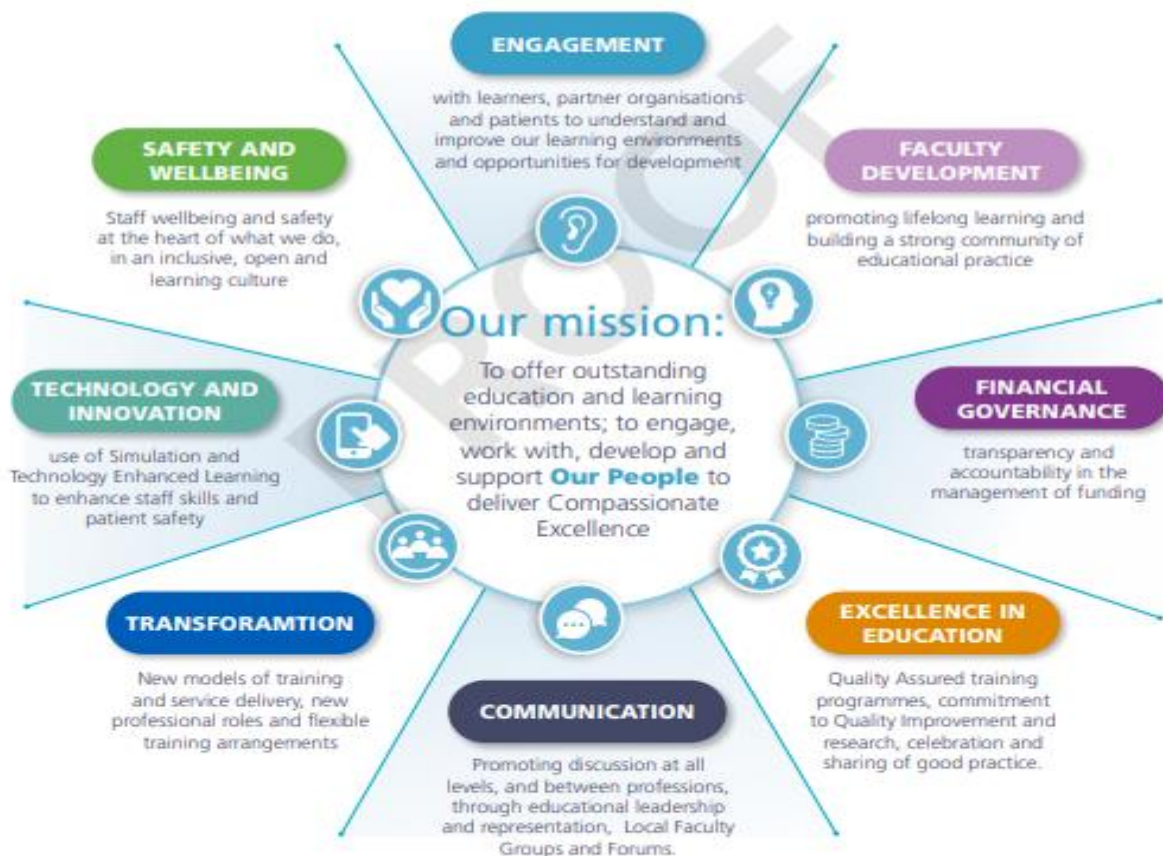 ENGAGEMENT
with learners, partner organisations
and patients to understand and
improve our learning environments
and opportunities for development
FACULTY
DEVELOPMENT
promoting lifelong learning and
building a strong community of
educational practice
FINANCIAL
GOVERNANCE
transparency and
accountability in the
management of funding
EXCELLENCE IN
EDUCATION
Quality Assured training
programmes, commitment
to Quality Improvement and
research, celebration and
sharing of good practice.
COMMUNICATION
Promoting discussion at all
levels, and between professions,
through educational leadership
and representation, Local Faculty
Groups and Forums.
TRANSFORAMTION
New models of training
and service delivery, new
professional roles and flexible
training arrangements
TECHNOLOGY AND
INNOVATION
use of Simulation and
Technology Enhanced Learning
to enhance staff skills and
patient safety
SAFETY AND
WELLBEING
Staff wellbeing and safety
at the heart of what we do,
in an inclusive, open and
learning culture
Our mission:
To offer outstanding
education and learning
environments; to engage,
work with, develop and
support Our People to
deliver Compassionate
Excellence
PROOF